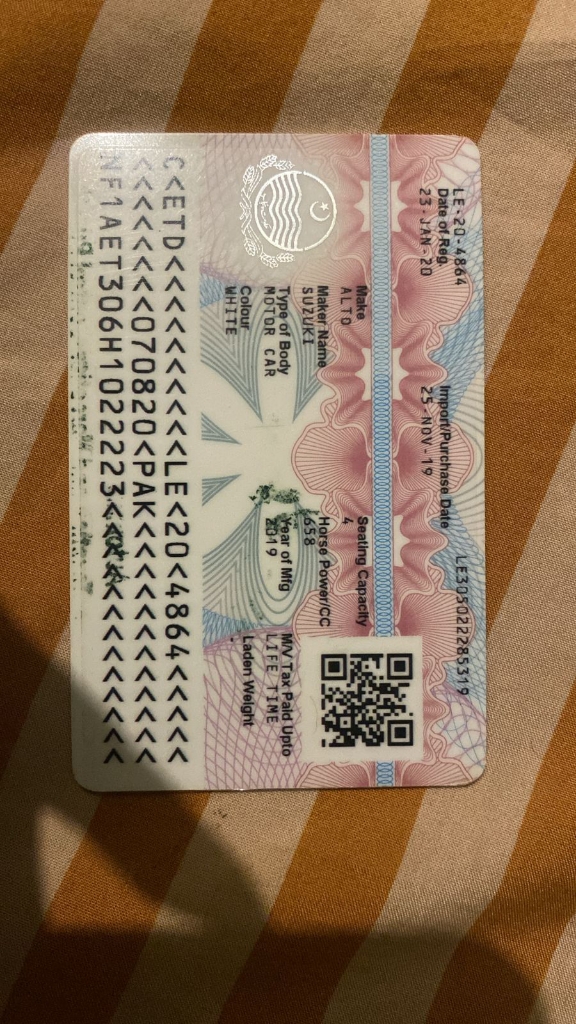 LE-20-4864 LE305022285319
Date of Reg. Import/Purchase Date
23-JAN-20 25-NOV-19
Make Seating Capacity
ALTO 4
Maker Name Horse Power/CC
SUZUKI 658
Type of Body Year of Mfg M/V Tax Paid Upto
MOTOR CAR 2019 LIFE TIME
Colour Laden Weight
WHITE
C<ETD<<<<<<<<<<LE<20<4864<<<<<
<<<<<<<<070820<PAK<<<<<<<<<<<<
NF1AET306H1022223<<<<<<<<<<<<<